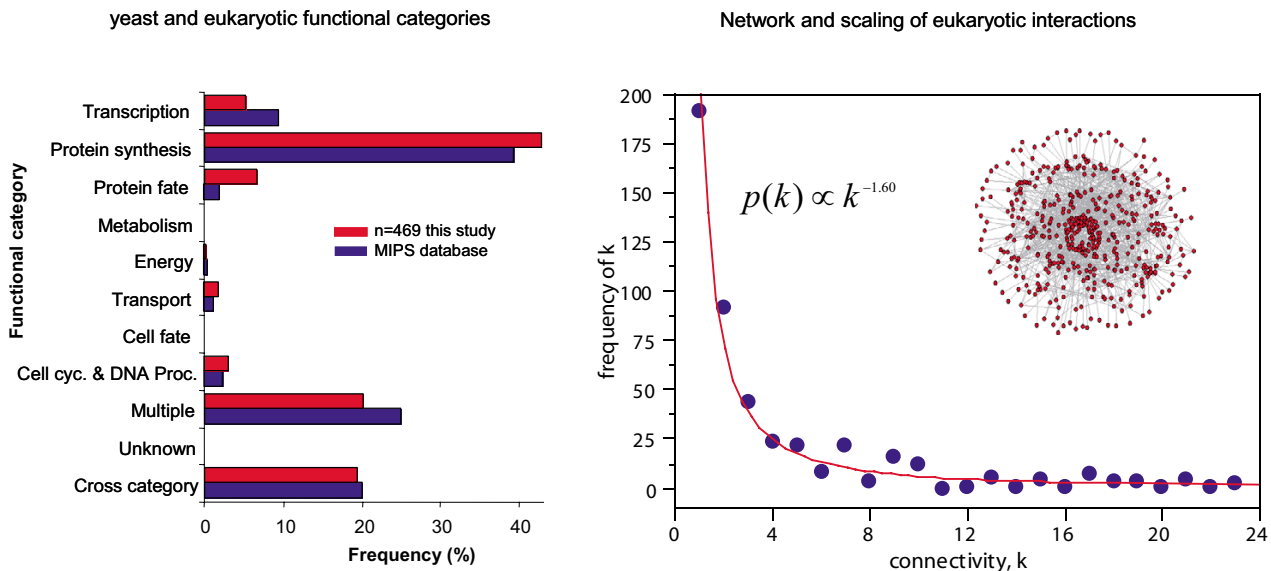 yeast and eukaryotic functional categories
Functional category
Transcription
Protein synthesis
Protein fate
Metabolism
Energy
Transport
Cell fate
Cell cyc. & DNA Proc.
Multiple
Unknown
Cross category
n=469 this study
MIPS database
0 10 20 30 40
Frequency (%)
Network and scaling of eukaryotic interactions
frequency of k
200
175
150
125
100
75
50
25
0
p(k) ∝ k^{-1.60}
0 4 8 12 16 20 24
connectivity, k